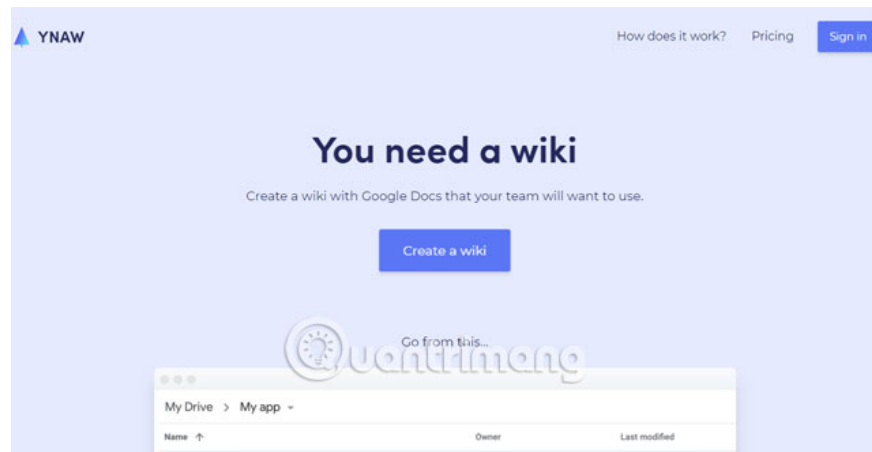 YNAW
How does it work? Pricing Sign in
You need a wiki
Create a wiki with Google Docs that your team will want to use.
Create a wiki
Go from this...
Quantrimang
My Drive > My app
Name ↑ Owner Last modified